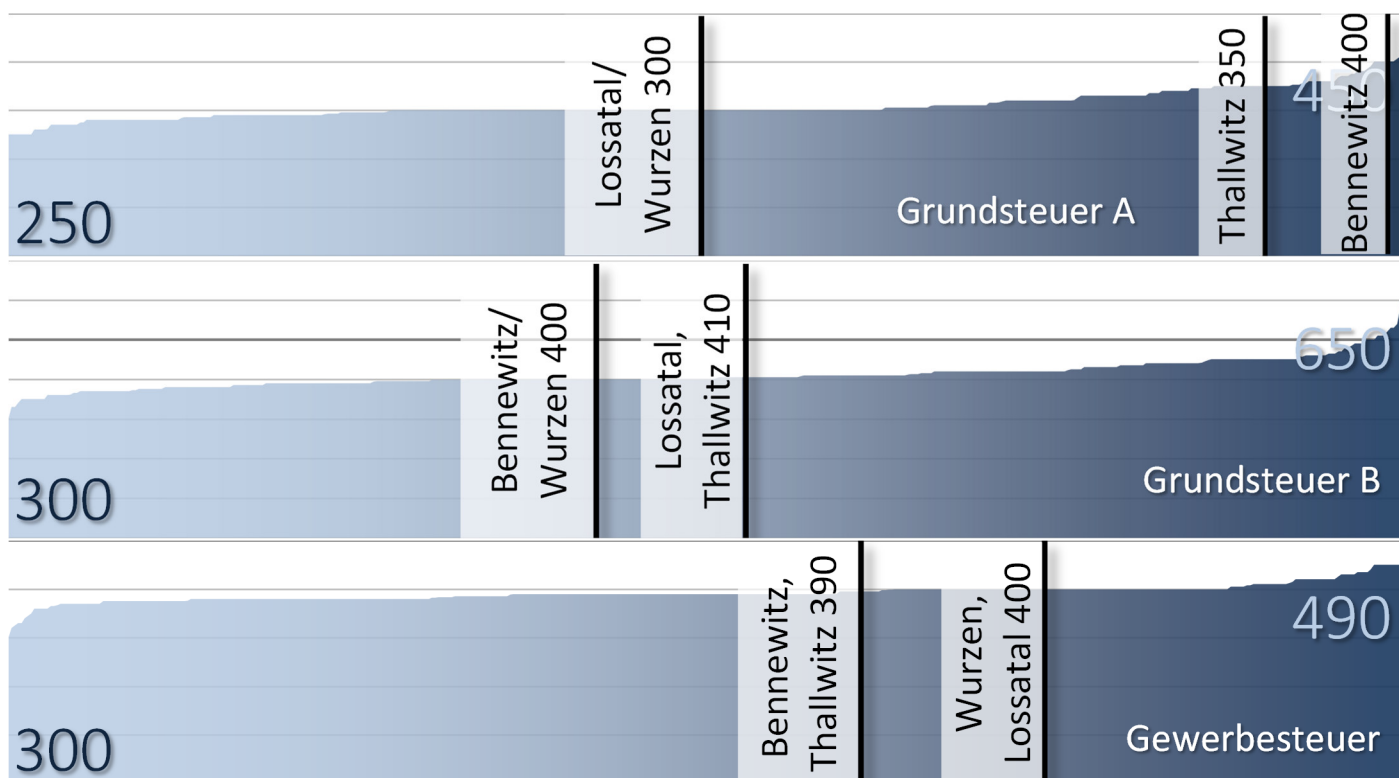 Lossatal/
Wurzen 300
Thallwitz 350
450
Bennewitz 400
250
Grundsteuer A
Bennewitz/
Wurzen 400
Lossatal,
Thallwitz 410
650
300
Grundsteuer B
Bennewitz,
Thallwitz 390
Wurzen,
Lossatal 400
490
300
Gewerbesteuer